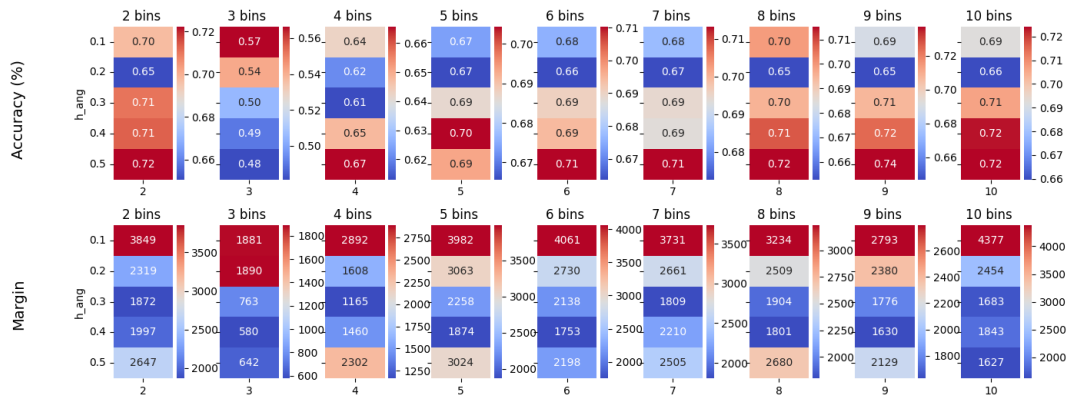 2 bins 3 bins 4 bins 5 bins 6 bins 7 bins 8 bins 9 bins 10 bins
Accuracy (%)
h_ang
0.1 0.70 0.57 0.64 0.67 0.68 0.68 0.70 0.69 0.69
0.2 0.65 0.54 0.62 0.67 0.66 0.67 0.65 0.65 0.66
0.3 0.71 0.50 0.61 0.69 0.69 0.69 0.70 0.71 0.71
0.4 0.71 0.49 0.65 0.70 0.69 0.69 0.71 0.72 0.72
0.5 0.72 0.48 0.67 0.69 0.71 0.71 0.72 0.74 0.72
2 3 4 5 6 7 8 9 10
0.72 0.70 0.68 0.66
0.56 0.54 0.52 0.50
0.66 0.65 0.64 0.63 0.62
0.70 0.69 0.68 0.67
0.70 0.69 0.68 0.67
0.71 0.70 0.69 0.68 0.67
0.71 0.70 0.69 0.68
0.73 0.72 0.71 0.70 0.69 0.68 0.67 0.66
0.72 0.71 0.70 0.69 0.68 0.67 0.66
2 bins 3 bins 4 bins 5 bins 6 bins 7 bins 8 bins 9 bins 10 bins
Margin
h_ang
0.1 3849 1881 2892 3982 4061 3731 3234 2793 4377
0.2 2319 1890 1608 3063 2730 2661 2509 2380 2454
0.3 1872 763 1165 2258 2138 1809 1904 1776 1683
0.4 1997 580 1460 1874 1753 2210 1801 1630 1843
0.5 2647 642 2302 3024 2198 2505 2680 2129 1627
2 3 4 5 6 7 8 9 10
3500 3000 2500 2000
1800 1600 1400 1200 1000 800 600
2750 2500 2250 2000 1750 1500 1250
3500 3000 2500 2000
4000 3500 3000 2500 2000
3500 3000 2500 2000
3000 2750 2500 2250 2000
2600 2400 2200 2000 1800
4000 3500 3000 2500 2000